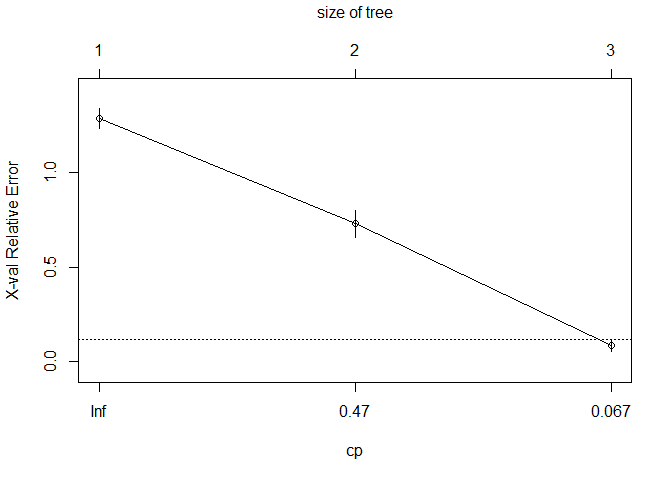 size of tree
1 2 3
X-val Relative Error
1.0
0.5
0.0
Inf 0.47 0.067
cp